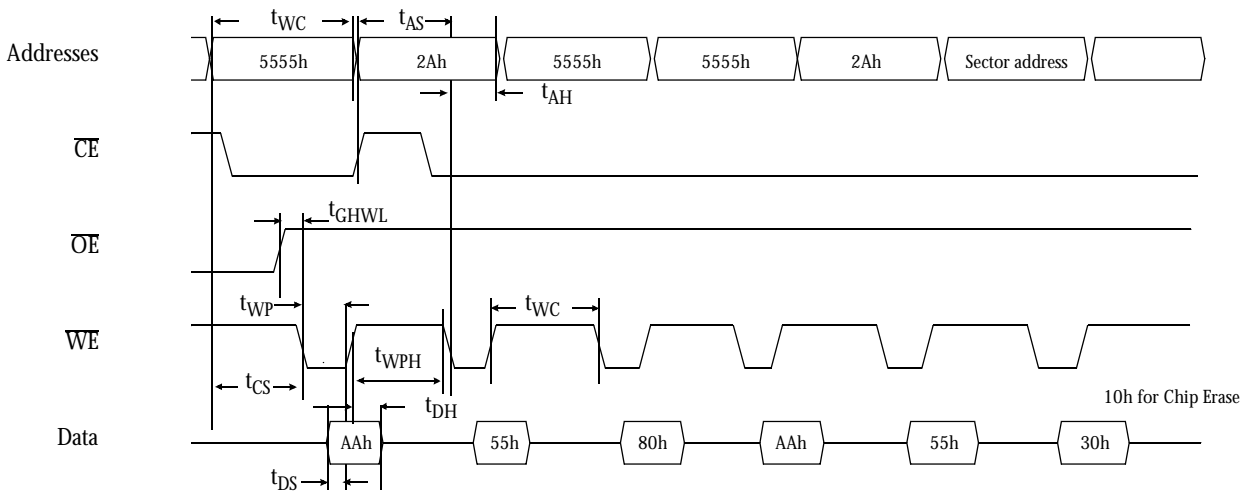 tWC tAS
Addresses 5555h 2Ah 5555h 5555h 2Ah Sector address
tAH
CE
tGHWL
OE
tWP tWC
WE
tWPH
tCS
10h for Chip Erase
tDH
Data AAh 55h 80h AAh 55h 30h
tDS